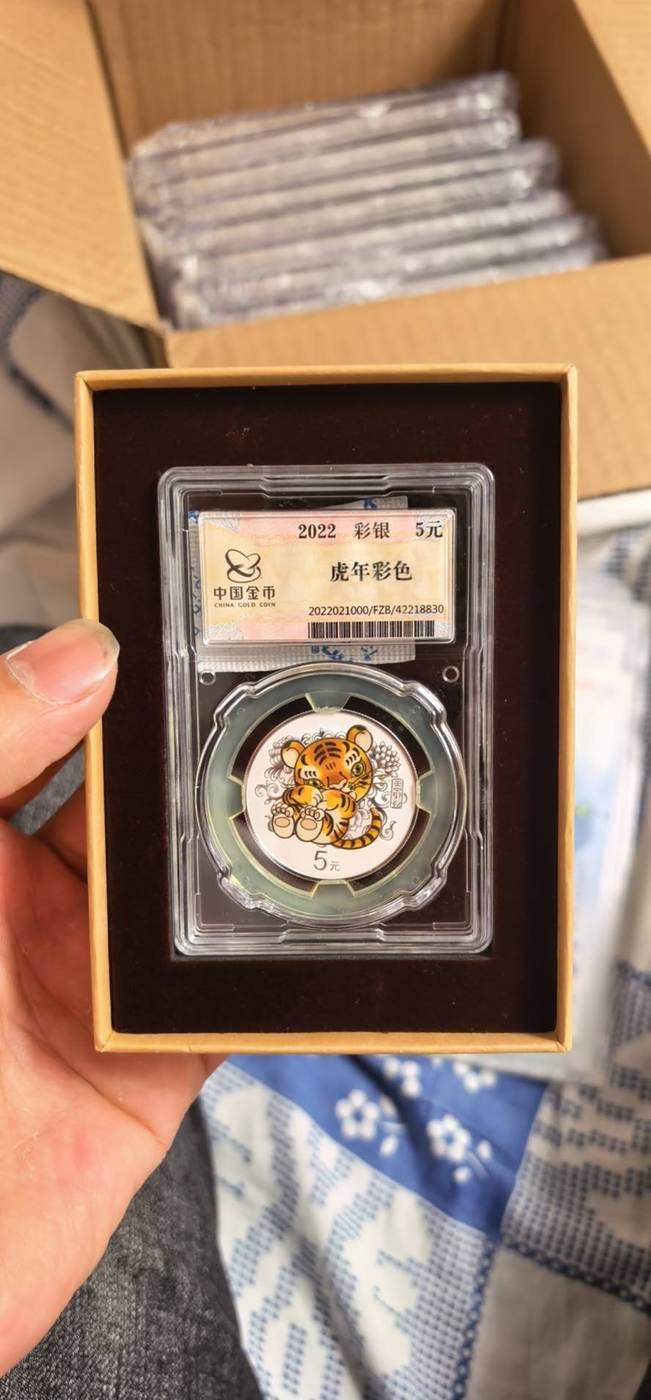 2022 彩银 5元
虎年彩色
中国金币
CHINA GOLD COIN
2022021000/FZB/42218830
5元